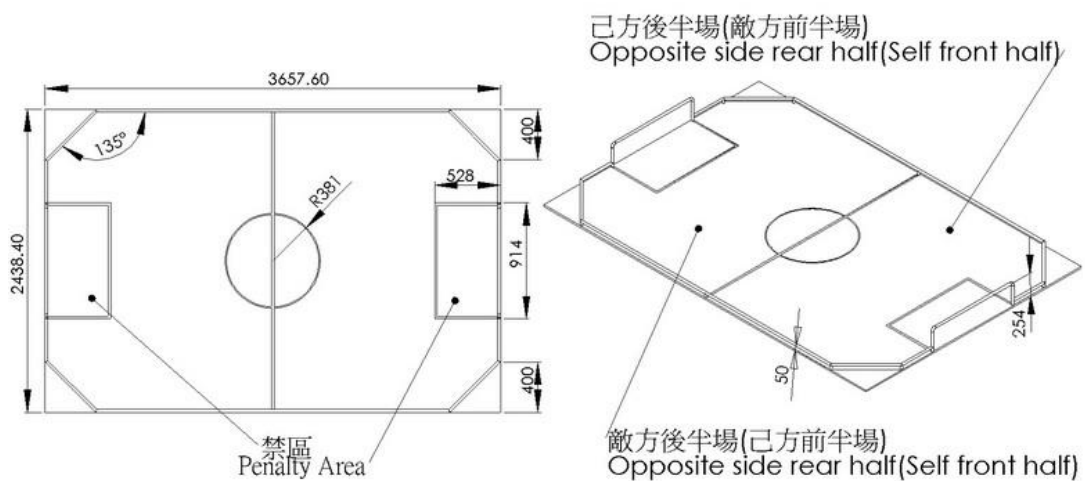 3657.60
135°
400
528
R381
2438.40
914
400
禁區
Penalty Area
己方後半場(敵方前半場)
Opposite side rear half(Self front half)
254
50
敵方後半場(己方前半場)
Opposite side rear half(Self front half)